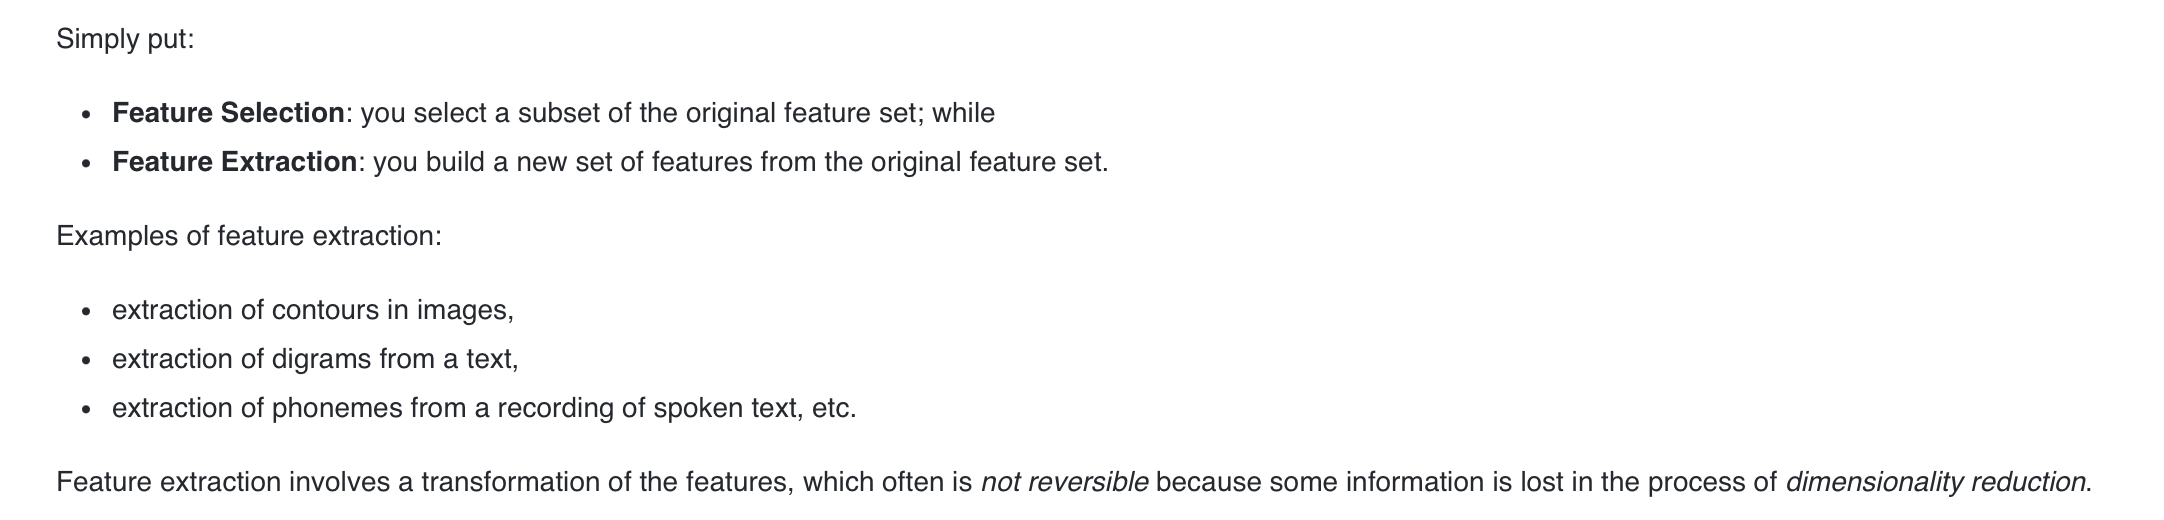 Simply put:
• Feature Selection: you select a subset of the original feature set; while
• Feature Extraction: you build a new set of features from the original feature set.
Examples of feature extraction:
• extraction of contours in images,
• extraction of digrams from a text,
• extraction of phonemes from a recording of spoken text, etc.
Feature extraction involves a transformation of the features, which often is not reversible because some information is lost in the process of dimensionality reduction.